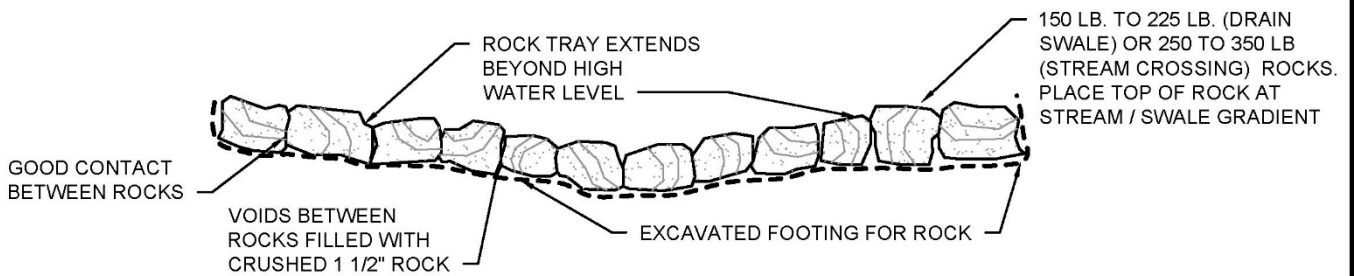 ROCK TRAY EXTENDS
BEYOND HIGH
WATER LEVEL
150 LB. TO 225 LB. (DRAIN
SWALE) OR 250 TO 350 LB
(STREAM CROSSING) ROCKS.
PLACE TOP OF ROCK AT
STREAM / SWALE GRADIENT
GOOD CONTACT
BETWEEN ROCKS
VOIDS BETWEEN
ROCKS FILLED WITH
CRUSHED 1 1/2" ROCK
EXCAVATED FOOTING FOR ROCK